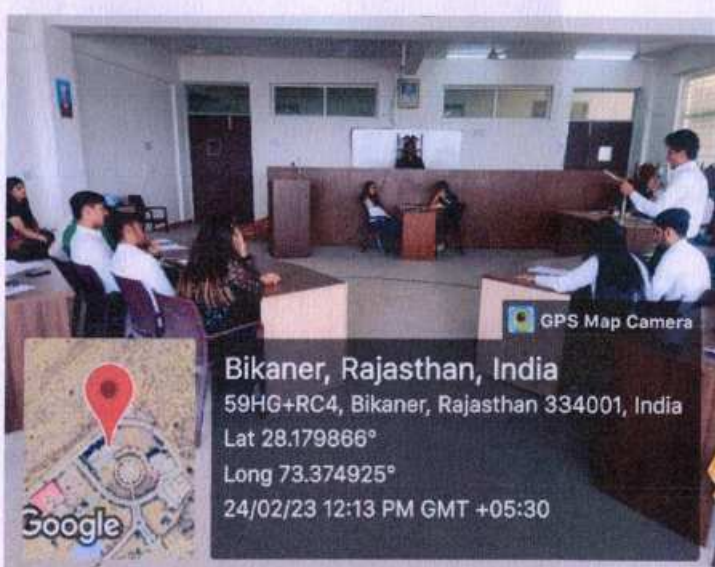 GPS Map Camera
Bikaner, Rajasthan, India
59HG+RC4, Bikaner, Rajasthan 334001, India
Lat 28.179866°
Long 73.374925°
24/02/23 12:13 PM GMT +05:30
Google